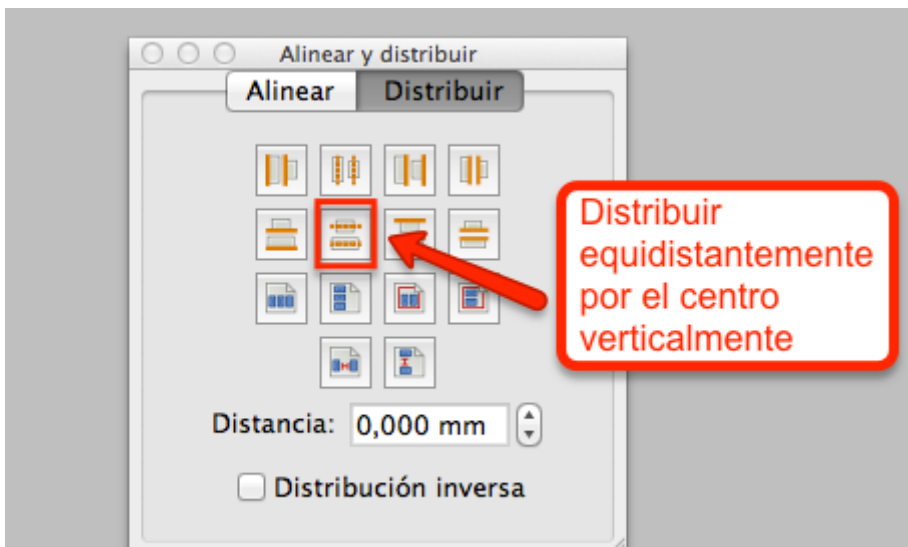 Alinear y distribuir
Alinear Distribuir
Distribuir
equidistantemente
por el centro
verticalmente
Distancia: 0,000 mm
Distribución inversa